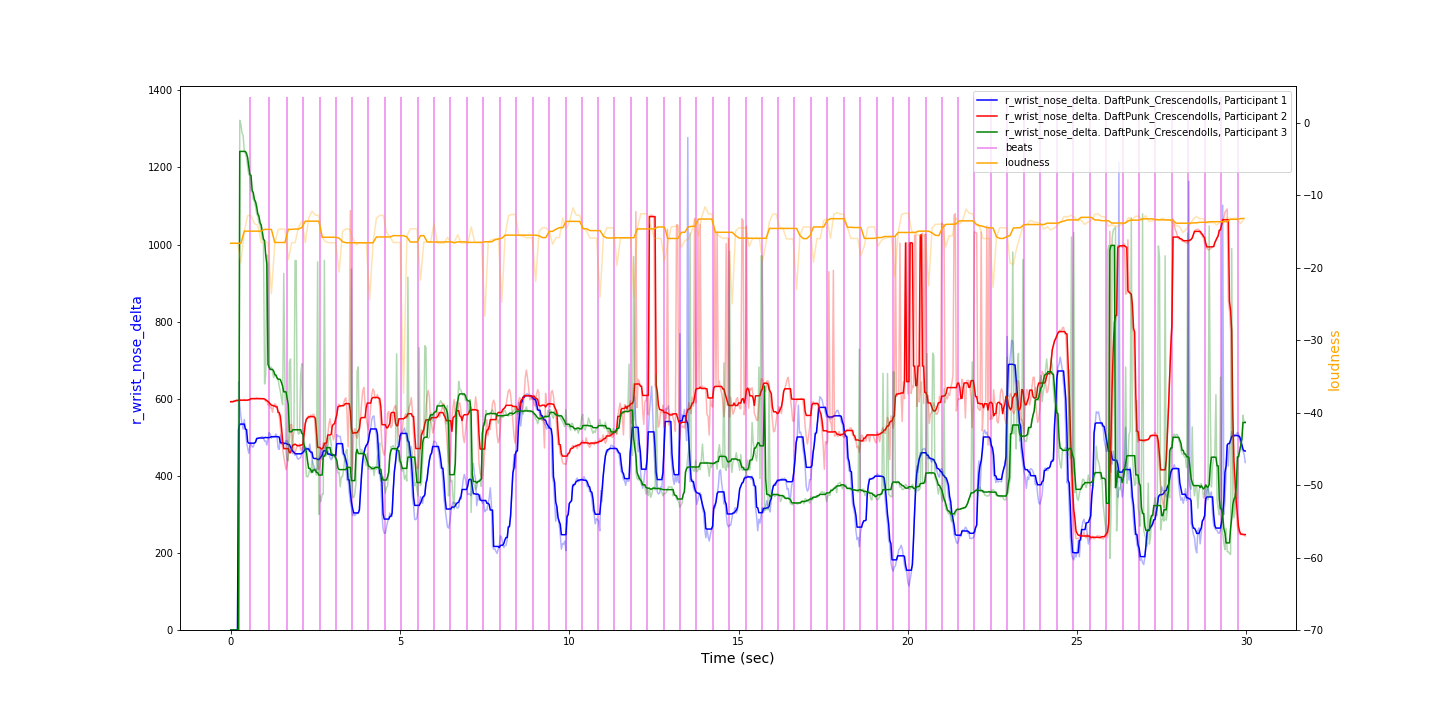 r_wrist_nose_delta. DaftPunk_Crescendolls, Participant 1
r_wrist_nose_delta. DaftPunk_Crescendolls, Participant 2
r_wrist_nose_delta. DaftPunk_Crescendolls, Participant 3
beats
loudness
1400
1200
1000
800
600
400
200
0
r_wrist_nose_delta
0
−10
−20
−30
−40
−50
−60
−70
loudness
0 5 10 15 20 25 30
Time (sec)